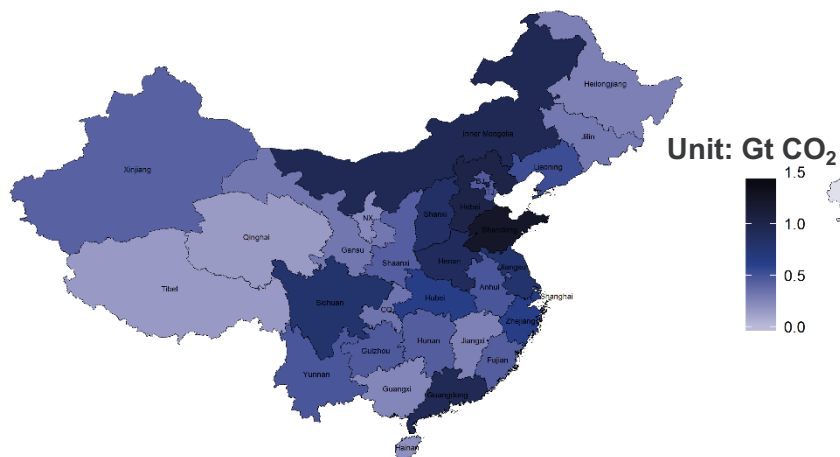 Heilongjiang
Jilin
Inner Mongolia
Unit: Gt CO2
Liaoning
Xinjiang
1.5
Hebei
Shanxi
NX
1.0
Shandong
Qinghai
Gansu
Henan
Shaanxi
Jiangsu
0.5
Tibet
Anhui
Sichuan
Hubei
Shanghai
CQ
Zhejiang
0.0
Hunan
Jiangxi
Guizhou
Fujian
Yunnan
Guangxi
Guangdong
Hainan